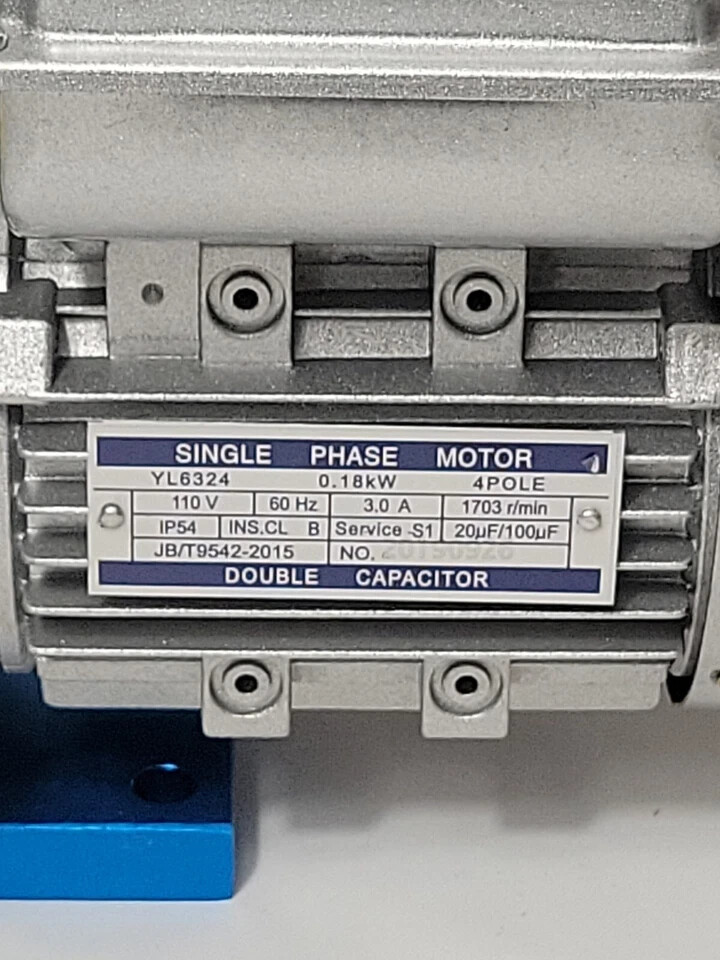 SINGLE PHASE MOTOR
YL6324 0.18kW 4POLE
110 V 60 Hz 3.0 A 1703 r/min
IP54 INS.CL B Service -S1 20µF/100µF
JB/T9542-2015 NO.
DOUBLE CAPACITOR